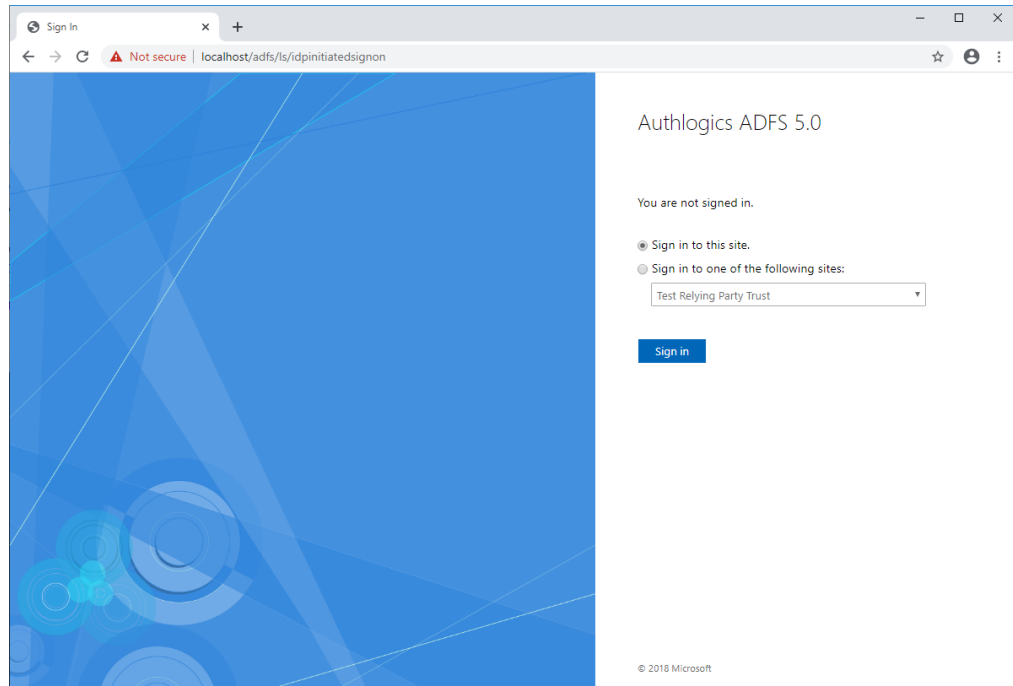 Sign In
Not secure | localhost/adfs/ls/idpinitiatedsignon
Authlogics ADFS 5.0
You are not signed in.
Sign in to this site.
Sign in to one of the following sites:
Test Relying Party Trust
Sign in
© 2018 Microsoft